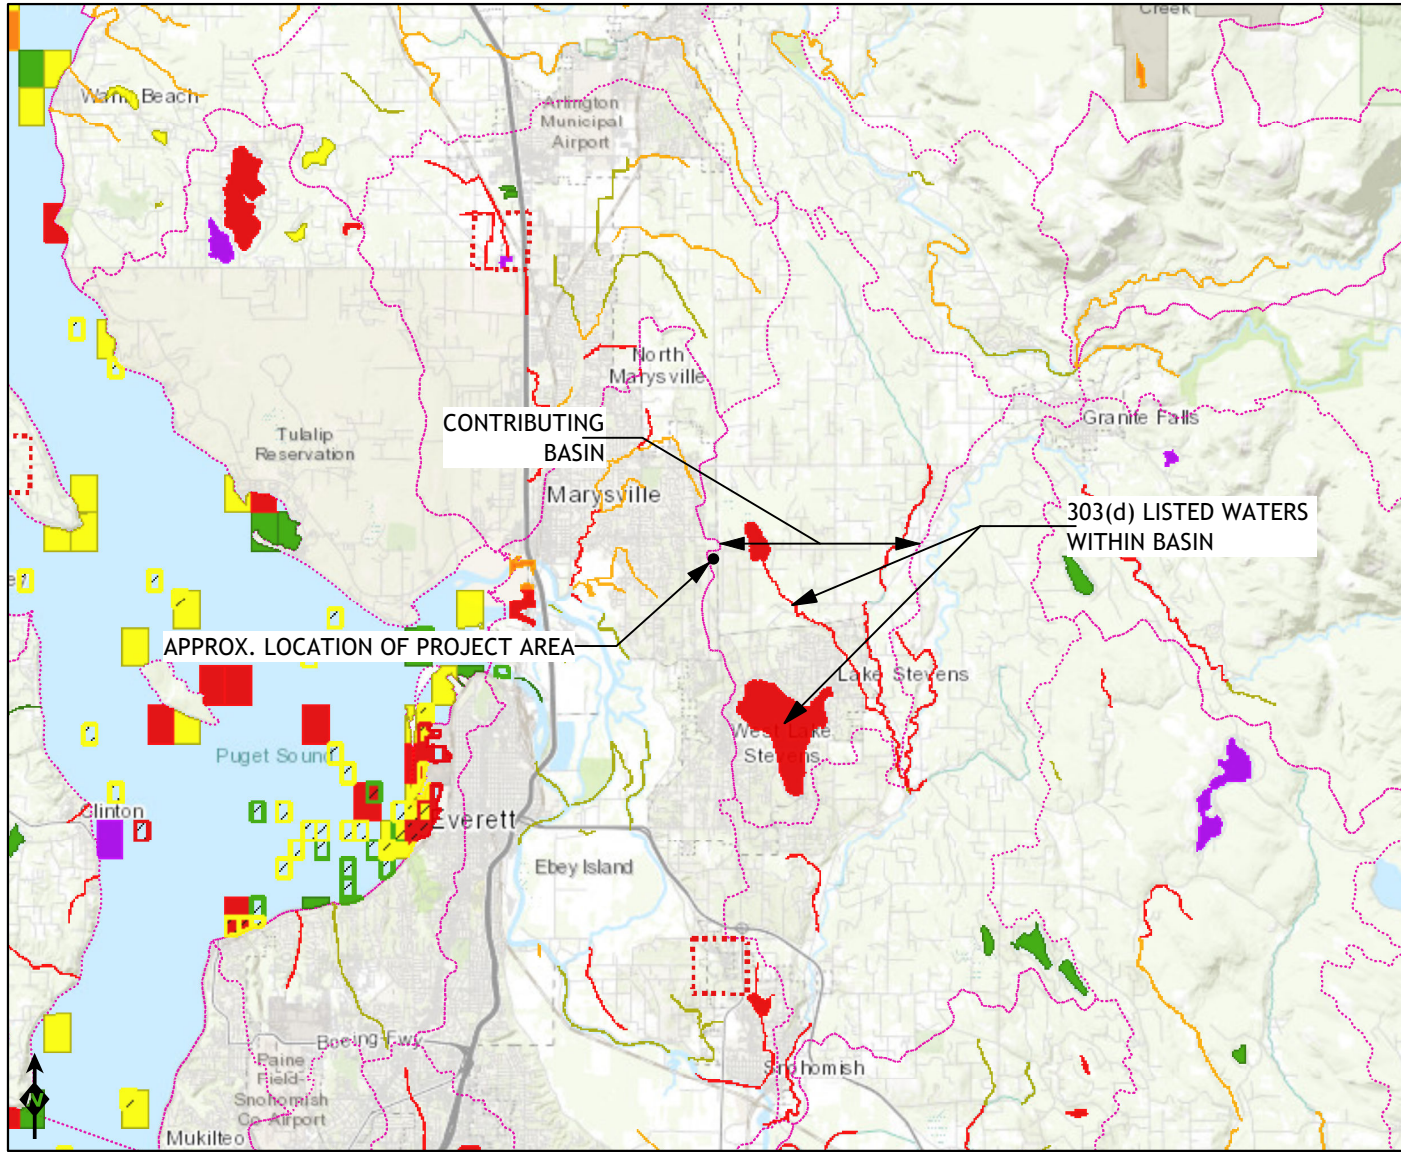 Creek
Warm Beach
Arlington
Municipal
Airport
North
Marysville
CONTRIBUTING
BASIN
Granite Falls
Tulalip
Reservation
Marysville
303(d) LISTED WATERS
WITHIN BASIN
APPROX. LOCATION OF PROJECT AREA
Lake Stevens
West Lake
Stevens
Puget Sound
Clinton
Everett
Ebey Island
Boeing Fwy
Paine
Field-
Snohomish
Co Airport
Snohomish
Mukilteo
N